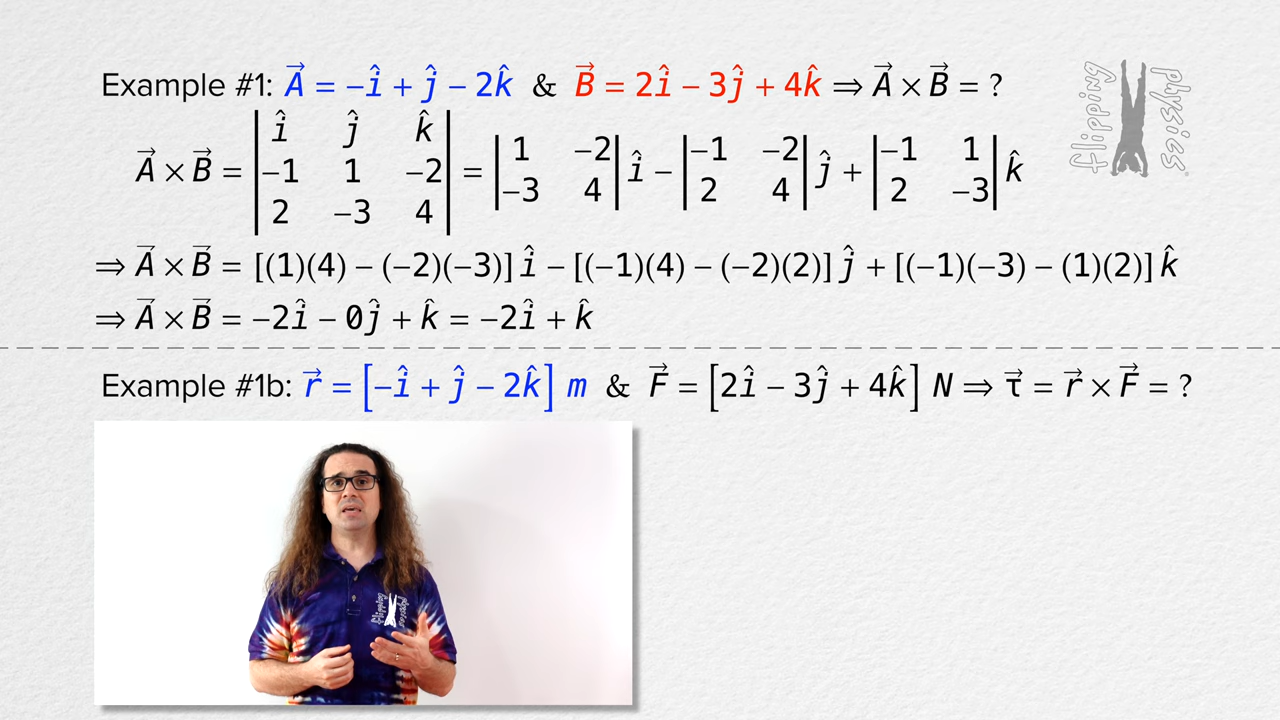 Example #1: A⃗ = −î + ĵ − 2k̂ & B⃗ = 2î − 3ĵ + 4k̂ ⇒ A⃗ × B⃗ = ?
A⃗ × B⃗ = | î ĵ k̂ | = | 1 −2 | î − | −1 −2 | ĵ + | −1 1 | k̂
| −1 1 −2 | | −3 4 | | 2 4 | | 2 −3 |
| 2 −3 4 |
⇒ A⃗ × B⃗ = [(1)(4) − (−2)(−3)] î − [(−1)(4) − (−2)(2)] ĵ + [(−1)(−3) − (1)(2)] k̂
⇒ A⃗ × B⃗ = −2î − 0ĵ + k̂ = −2î + k̂
Example #1b: r⃗ = [−î + ĵ − 2k̂] m & F⃗ = [2î − 3ĵ + 4k̂] N ⇒ τ⃗ = r⃗ × F⃗ = ?
flipping physics
flipping physics